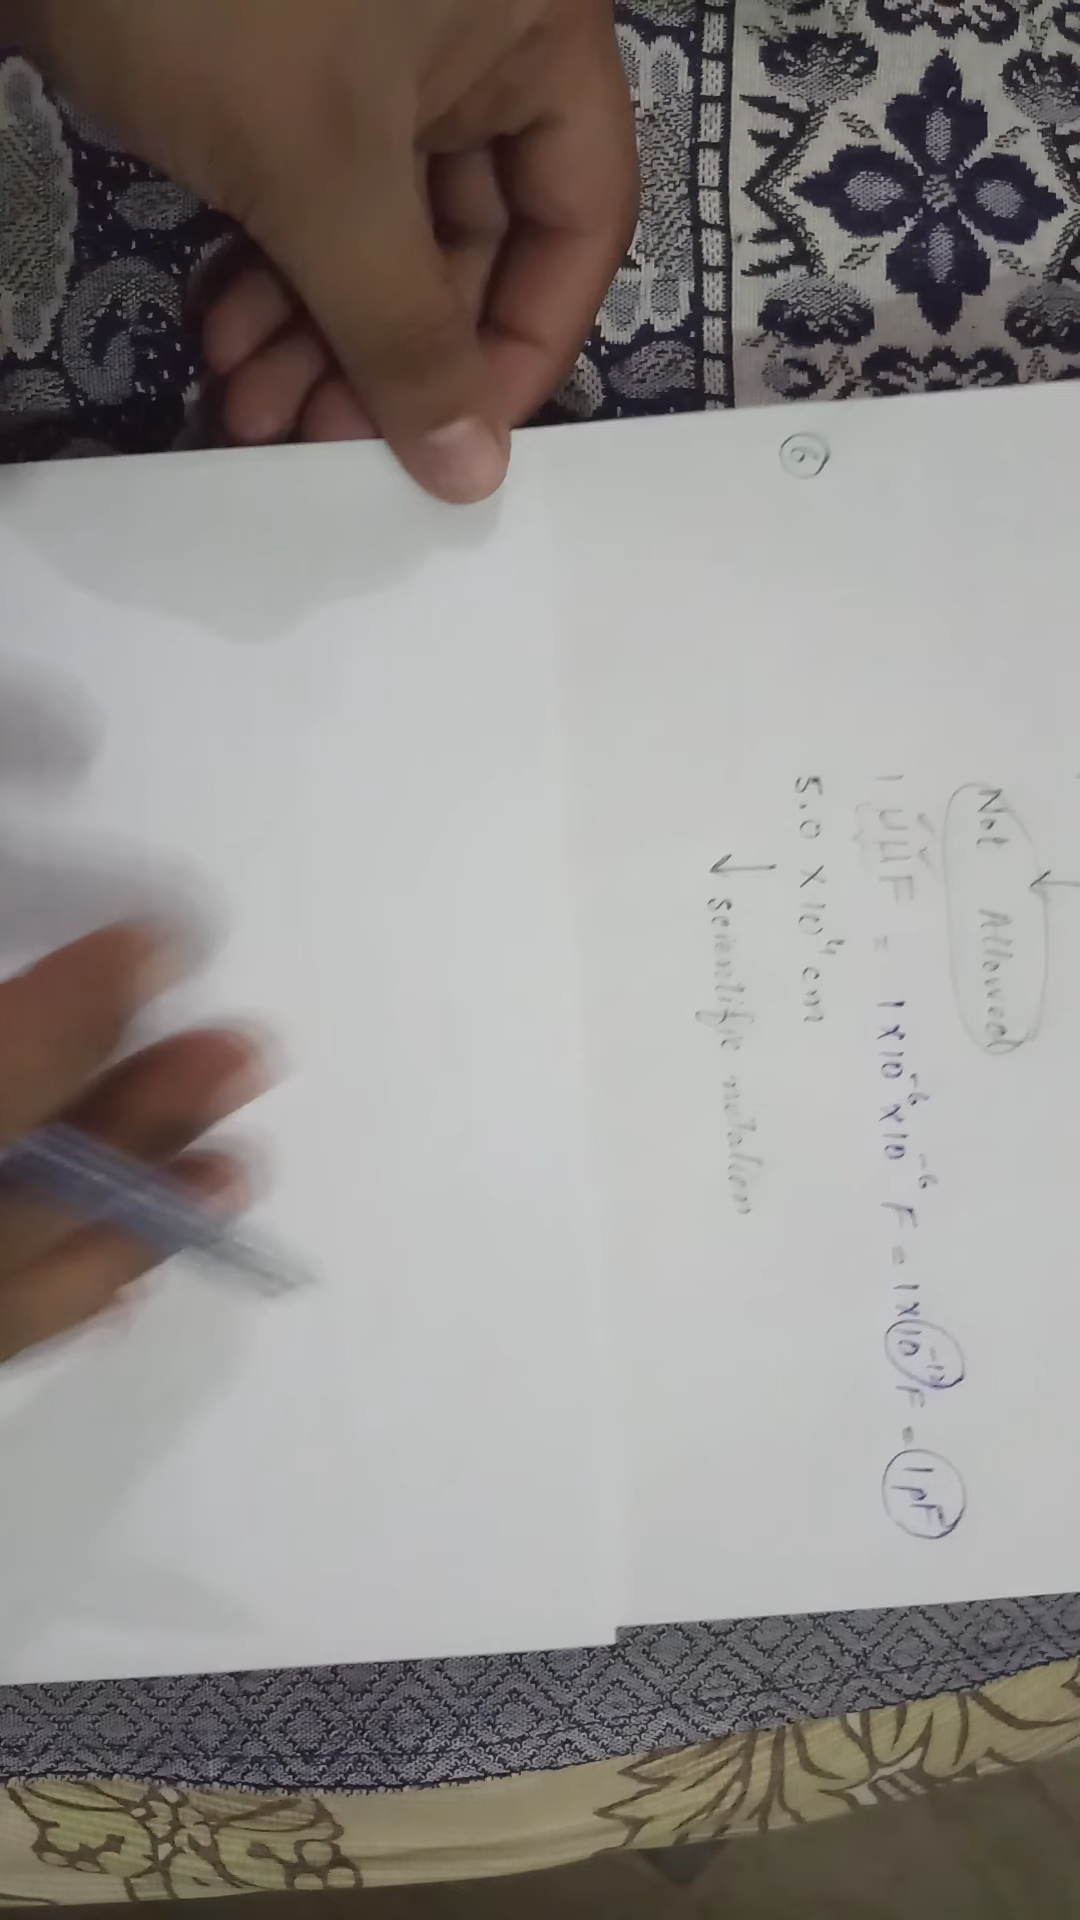 Not Allowed
1 μμF = 1×10⁻⁶×10⁻⁶ F = 1×10⁻¹² F = 1pF
⑥ 5.0 × 10⁴ cm
↓ scientific notation